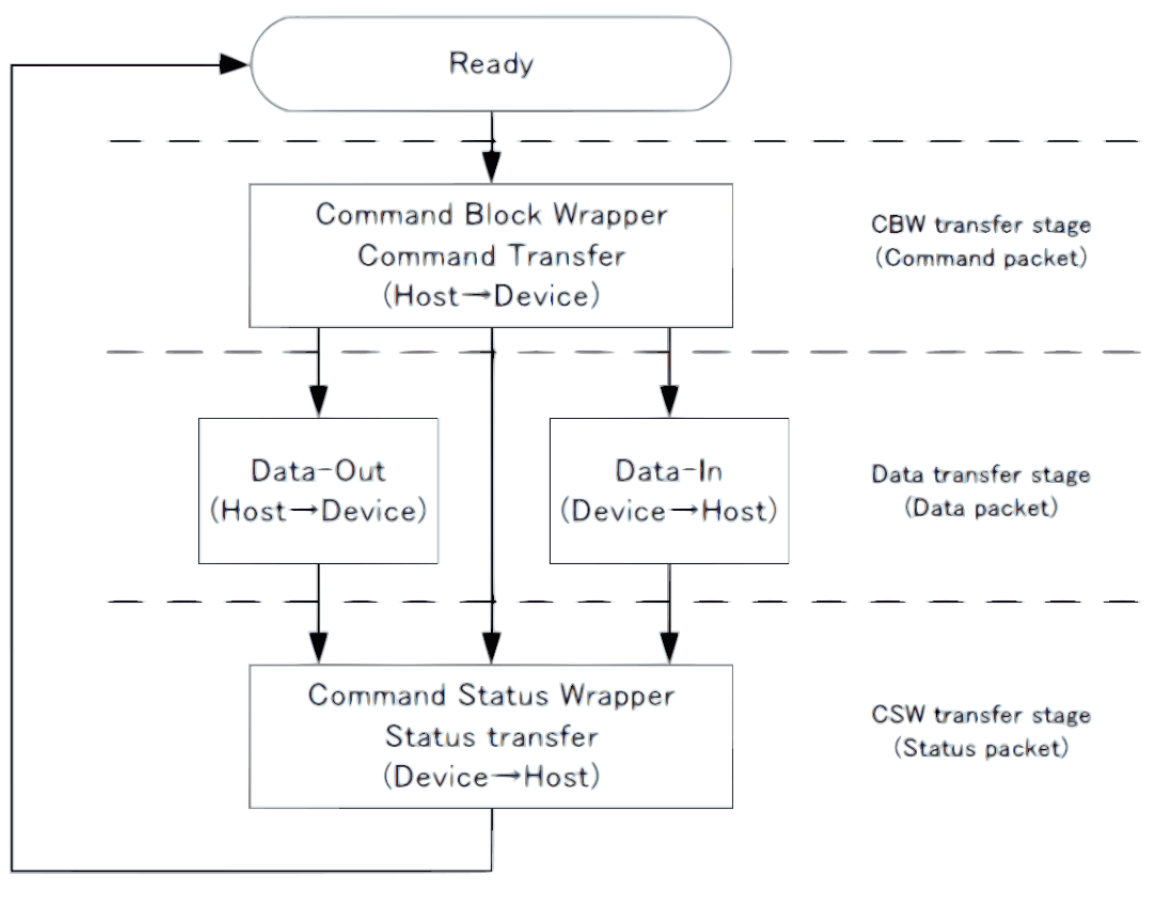 Ready
Command Block Wrapper
Command Transfer
(Host→Device)
CBW transfer stage
(Command packet)
Data-Out
(Host→Device)
Data-In
(Device→Host)
Data transfer stage
(Data packet)
Command Status Wrapper
Status transfer
(Device→Host)
CSW transfer stage
(Status packet)